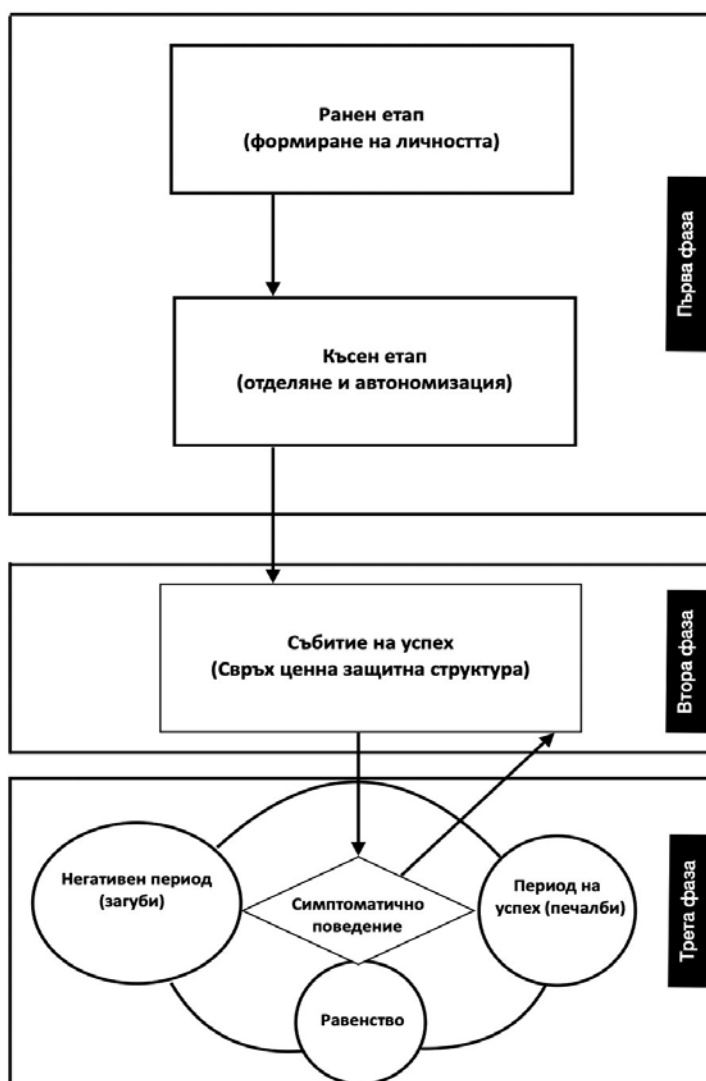 Ранен етап
(формиране на личността)
Първа фаза
Късен етап
(отделяне и автономизация)
Събитие на успех
(Свръх ценна защитна структура)
Втора фаза
Негативен период
(загуби)
Симптоматично
поведение
Период на
успех (печалби)
Равенство
Трета фаза